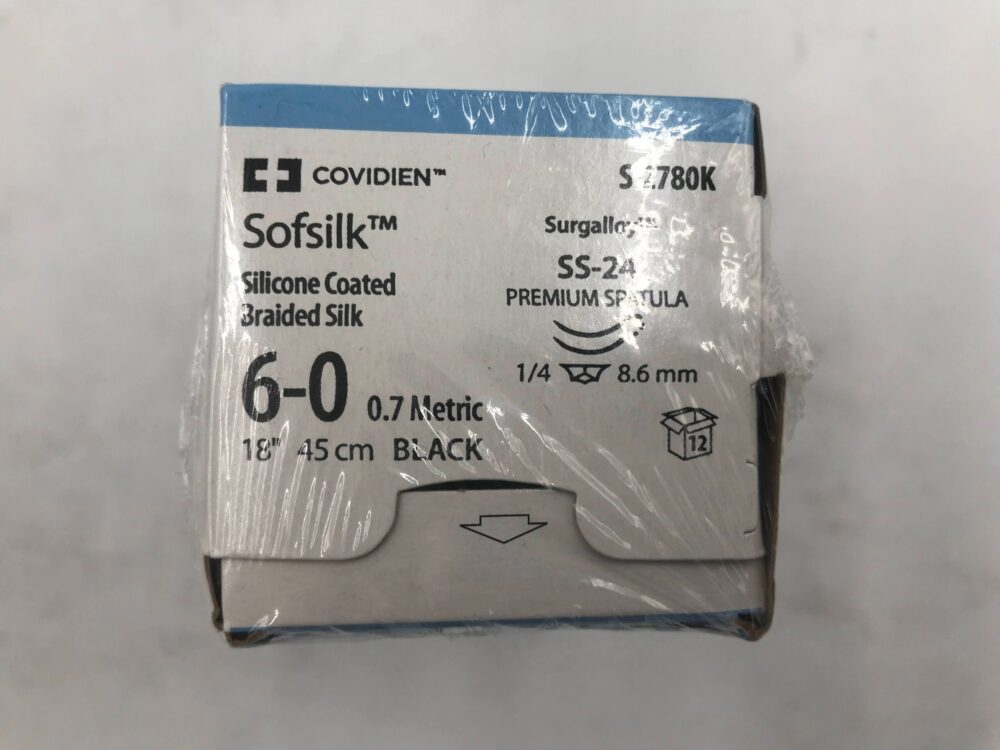 COVIDIEN™
Sofsilk™
Silicone Coated
Braided Silk
6-0 0.7 Metric
18" 45 cm BLACK
Surgalloy™
SS-24
PREMIUM SPATULA
1/4 8.6 mm
12